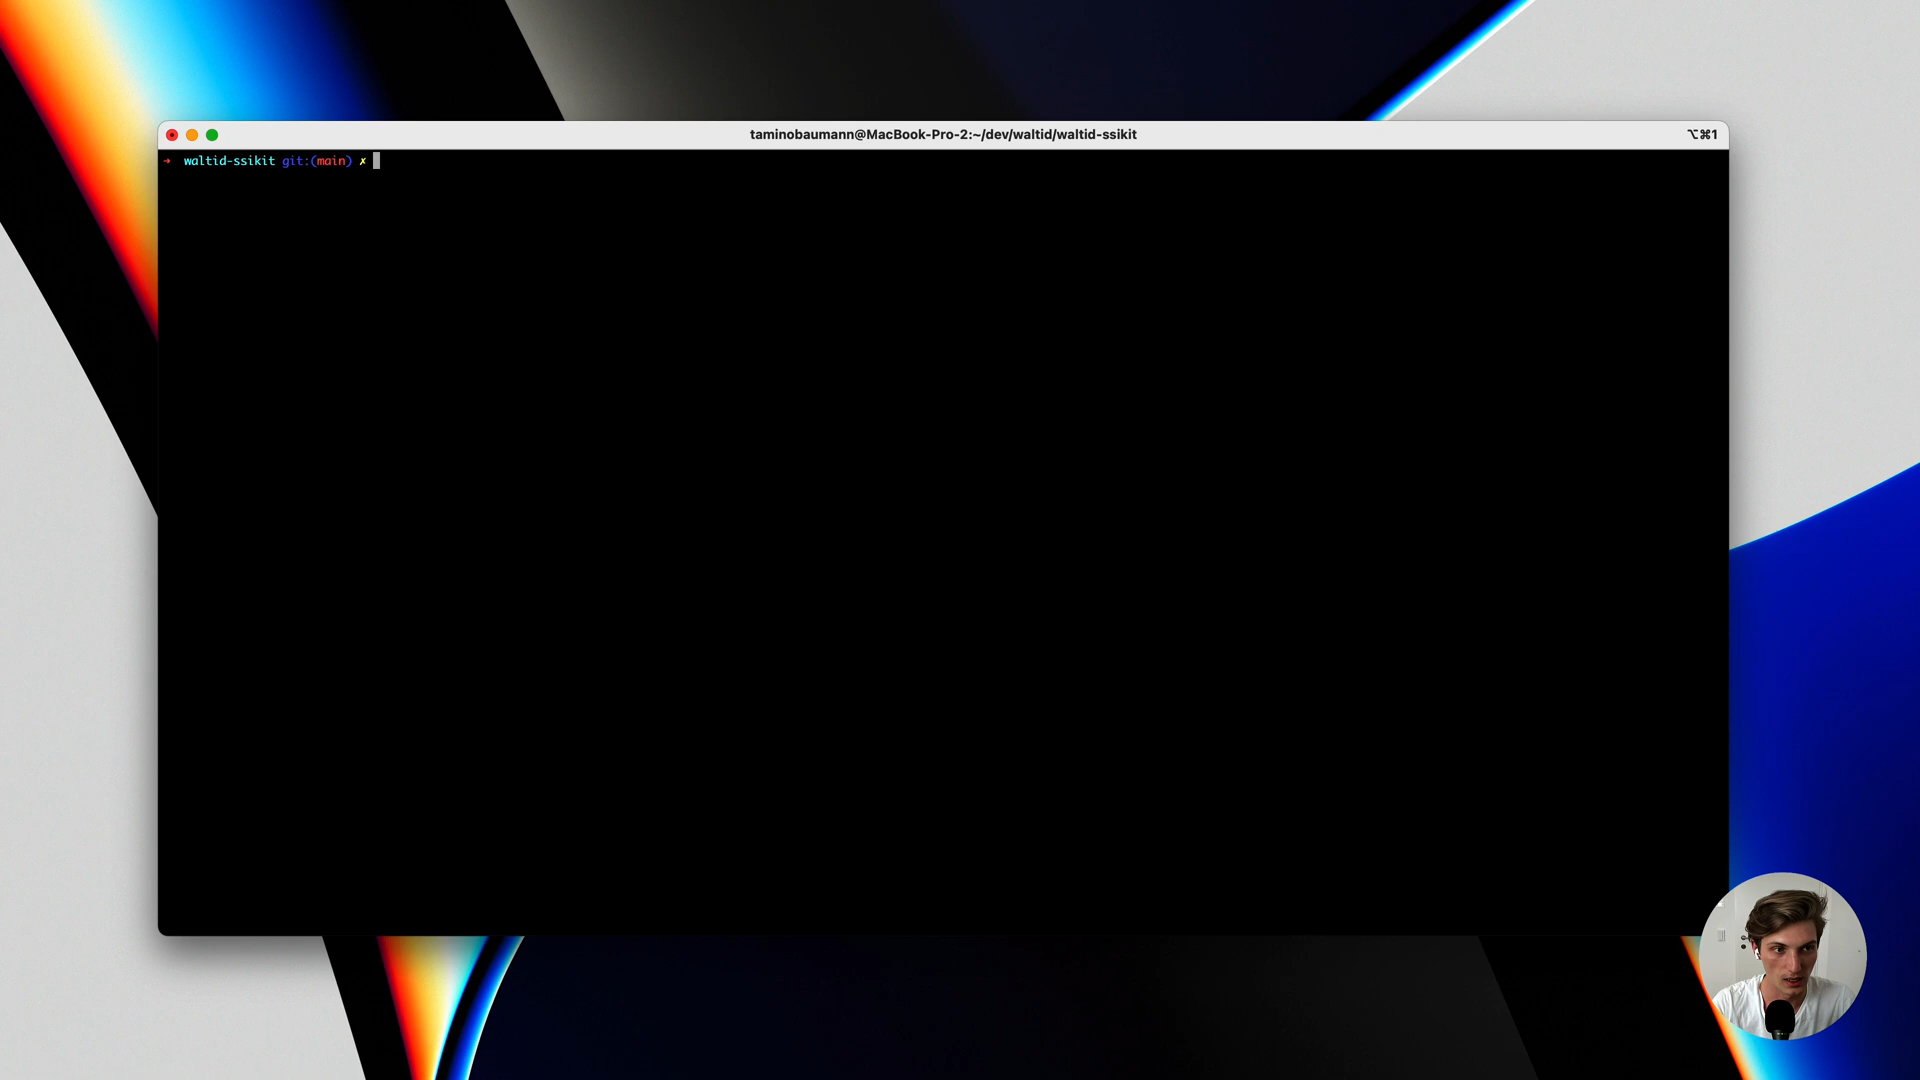 taminobaumann@MacBook-Pro-2:~/dev/waltid/waltid-ssikit
⌥⌘1
➜ waltid-ssikit git:(main) ✗